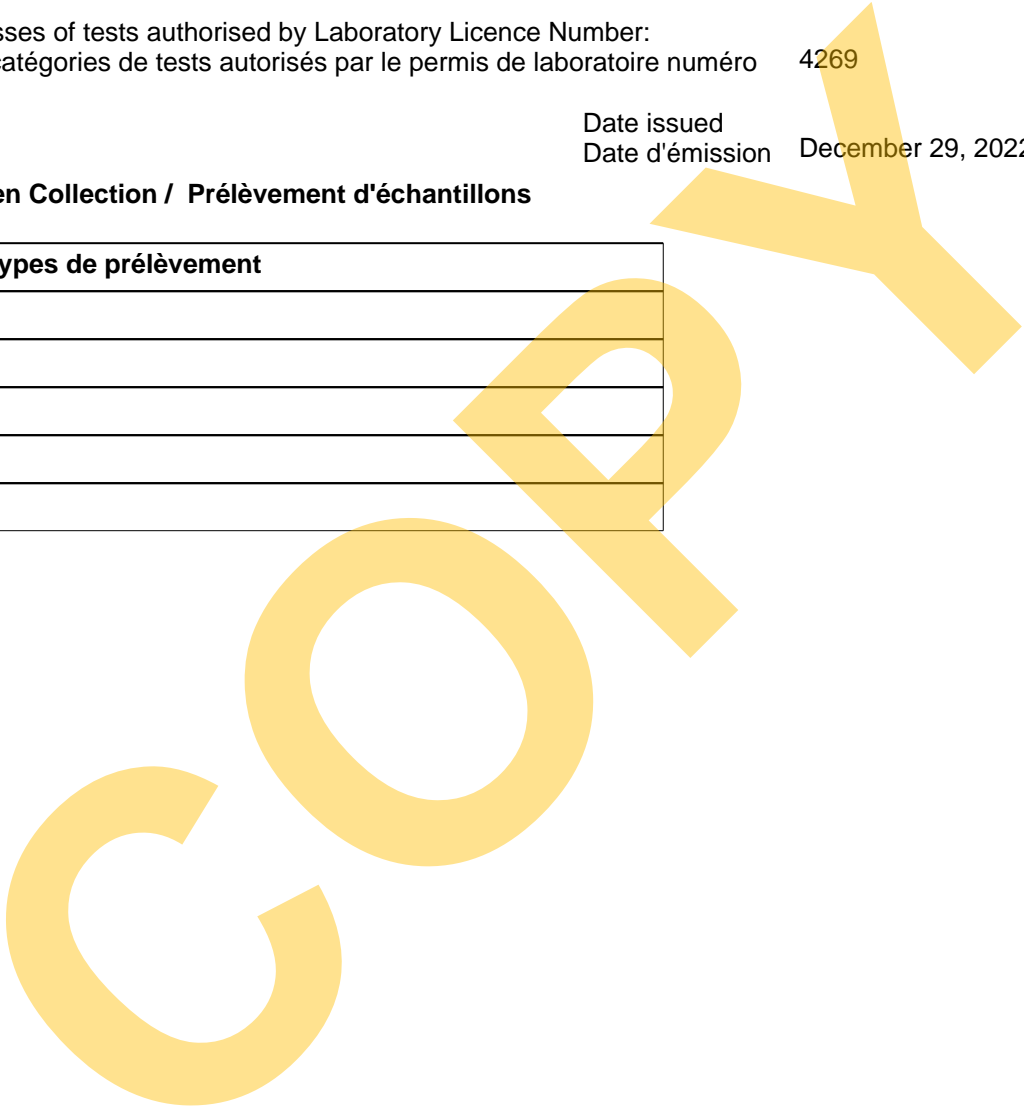 sses of tests authorised by Laboratory Licence Number:
catégories de tests autorisés par le permis de laboratoire numéro 4269
Date issued
Date d'émission December 29, 2022
en Collection / Prélèvement d'échantillons
ypes de prélèvement
COPY